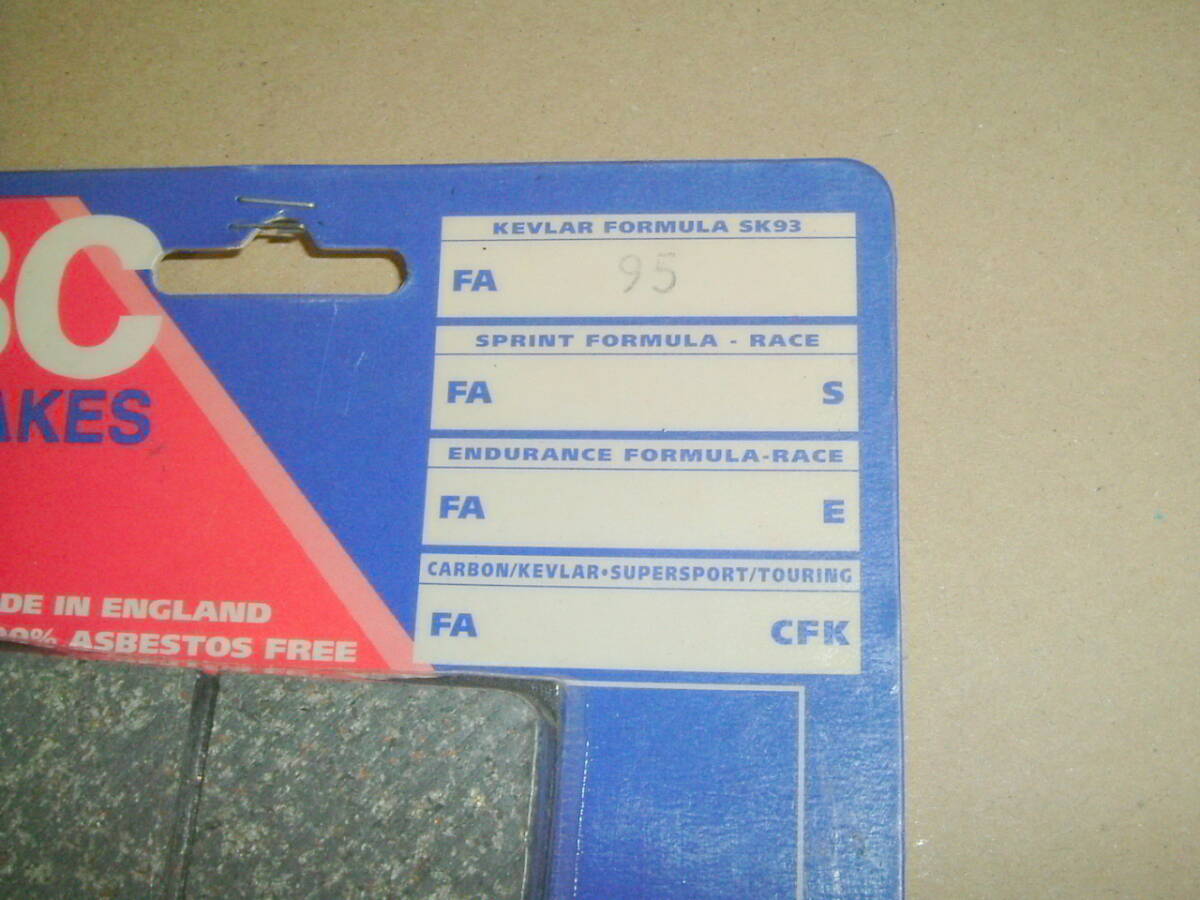 BC
AKES
DE IN ENGLAND
00% ASBESTOS FREE
KEVLAR FORMULA SK93
FA 95
SPRINT FORMULA - RACE
FA S
ENDURANCE FORMULA-RACE
FA E
CARBON/KEVLAR•SUPERSPORT/TOURING
FA CFK